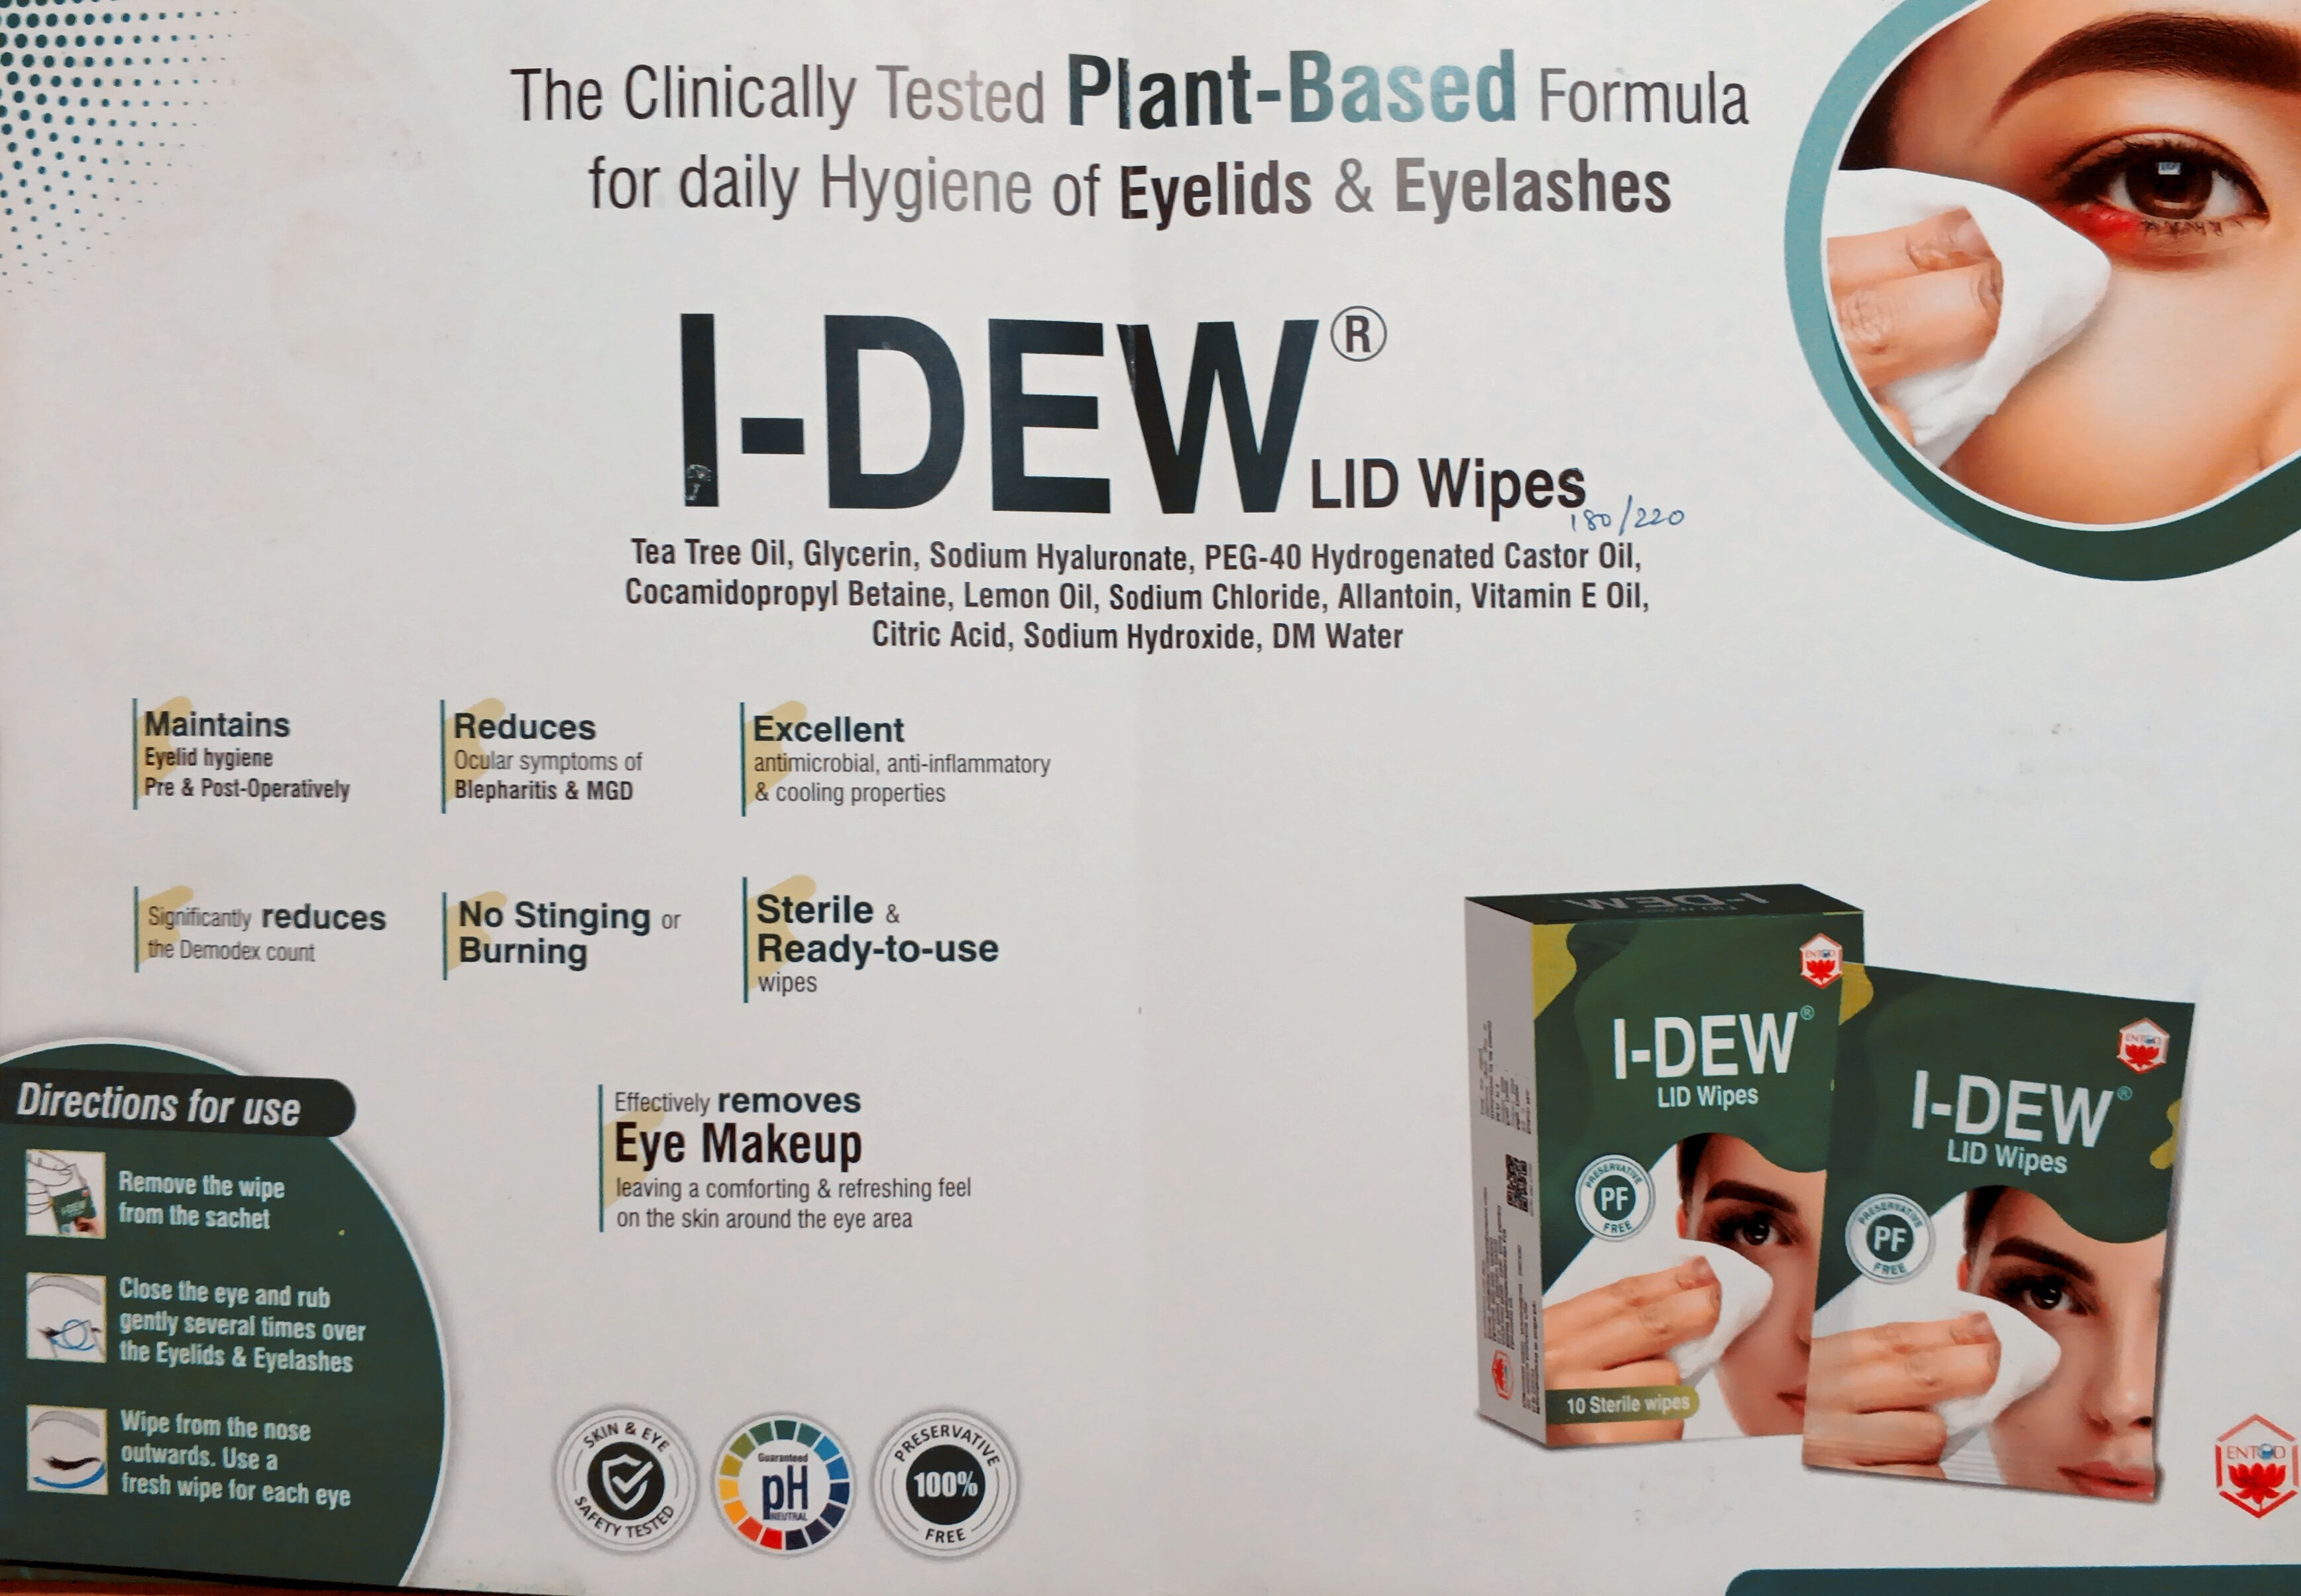 The Clinically Tested Plant-Based Formula
for daily Hygiene of Eyelids & Eyelashes
I-DEW®
LID Wipes
180/220
Tea Tree Oil, Glycerin, Sodium Hyaluronate, PEG-40 Hydrogenated Castor Oil,
Cocamidopropyl Betaine, Lemon Oil, Sodium Chloride, Allantoin, Vitamin E Oil,
Citric Acid, Sodium Hydroxide, DM Water
Maintains
Eyelid hygiene
Pre & Post-Operatively
Reduces
Ocular symptoms of
Blepharitis & MGD
Excellent
antimicrobial, anti-inflammatory
& cooling properties
Significantly reduces
the Demodex count
No Stinging or
Burning
Sterile &
Ready-to-use
wipes
Effectively removes
Eye Makeup
leaving a comforting & refreshing feel
on the skin around the eye area
Directions for use
Remove the wipe
from the sachet
Close the eye and rub
gently several times over
the Eyelids & Eyelashes
Wipe from the nose
outwards. Use a
fresh wipe for each eye
SKIN & EYE
SAFETY TESTED
Guaranteed
pH
NEUTRAL
PRESERVATIVE
100%
FREE
I-DEW
ENTOD
I-DEW®
LID Wipes
PRESERVATIVE
PF
FREE
10 Sterile wipes
ENTOD
I-DEW®
LID Wipes
PRESERVATIVE
PF
FREE
ENTOD